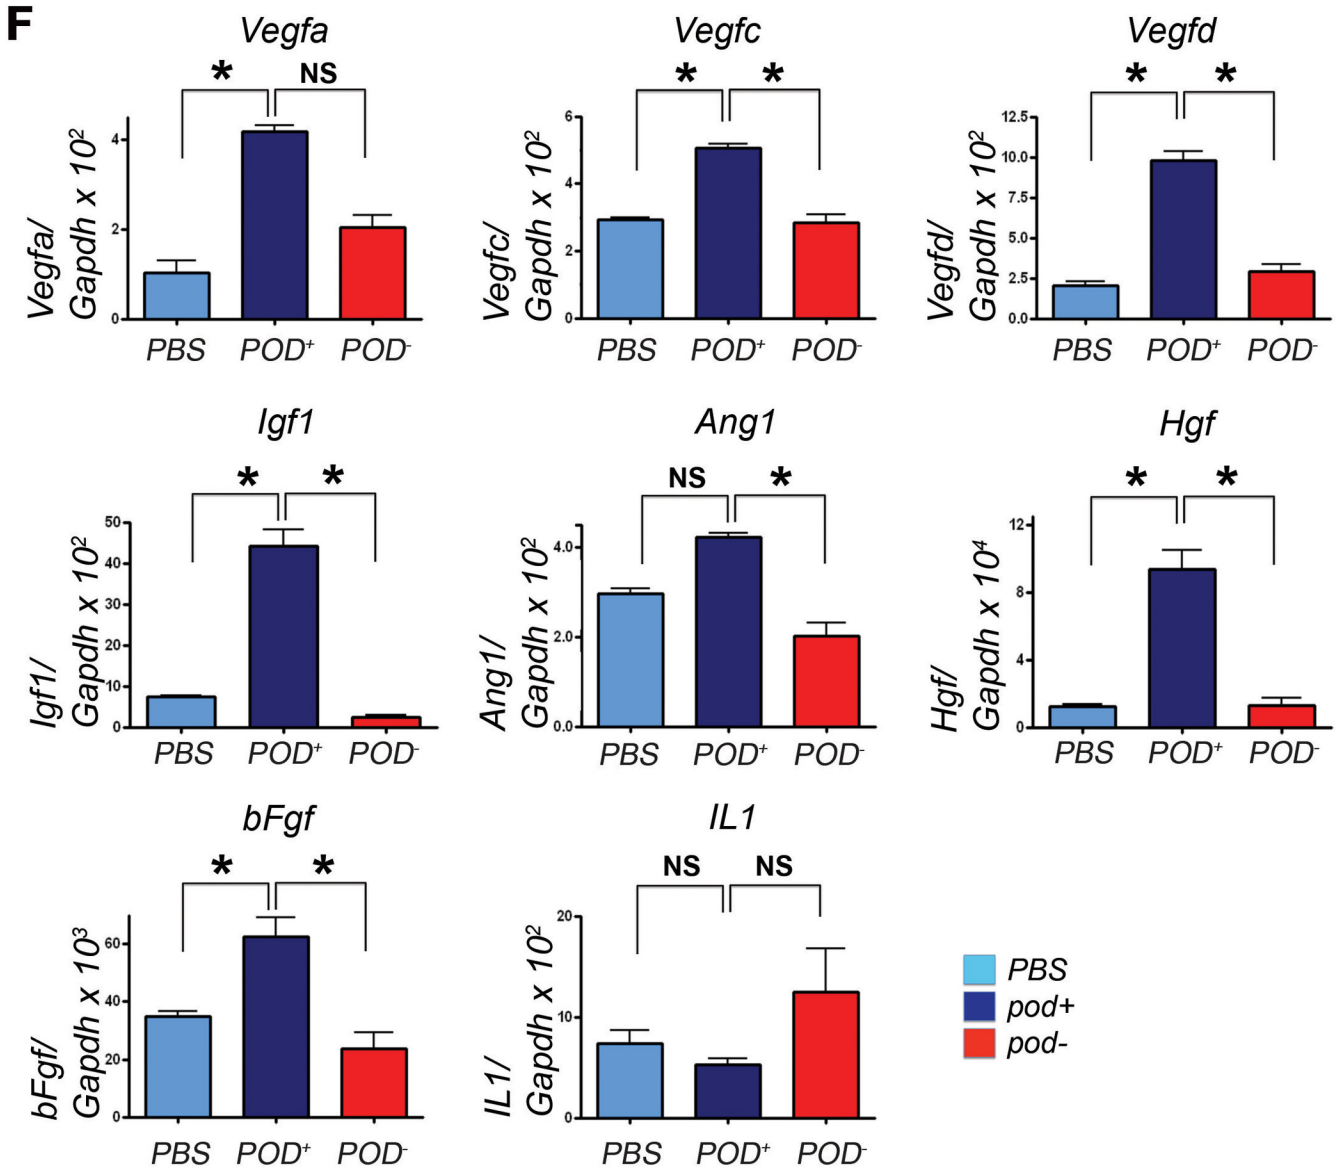 F
Vegfa
Vegfc
Vegfd
* NS
* *
* *
Vegfa/
Gapdh x 10²
4
2
0
PBS POD⁺ POD⁻
Vegfc/
Gapdh x 10²
6
4
2
0
PBS POD⁺ POD⁻
Vegfd/
Gapdh x 10²
12.5
10.0
7.5
5.0
2.5
0.0
PBS POD⁺ POD⁻
Igf1
Ang1
Hgf
* *
NS *
* *
Igf1/
Gapdh x 10²
50
40
30
20
10
0
PBS POD⁺ POD⁻
Ang1/
Gapdh x 10²
4.0
2.0
0.0
PBS POD⁺ POD⁻
Hgf/
Gapdh x 10⁴
12
8
4
0
PBS POD⁺ POD⁻
bFgf
IL1
* *
NS NS
bFgf/
Gapdh x 10³
60
40
20
0
PBS POD⁺ POD⁻
IL1/
Gapdh x 10²
20
10
0
PBS POD⁺ POD⁻
PBS
pod+
pod-